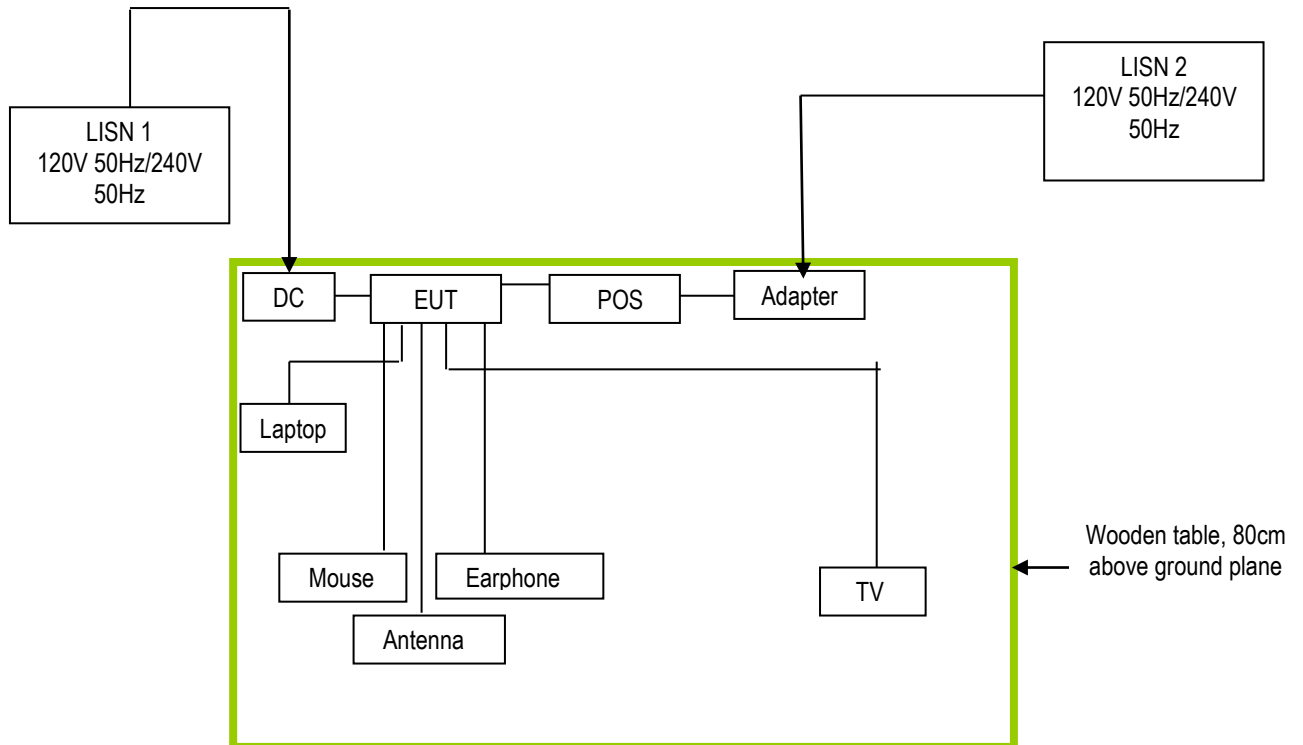 LISN 1
120V 50Hz/240V
50Hz
LISN 2
120V 50Hz/240V
50Hz
DC
EUT
POS
Adapter
Laptop
Mouse
Earphone
Antenna
TV
Wooden table, 80cm
above ground plane